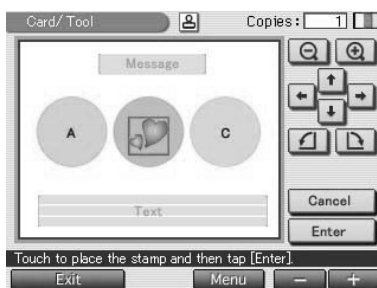 Card/Tool Copies: 1
Message
A C
Text
Cancel
Enter
Touch to place the stamp and then tap [Enter].
Exit Menu − +